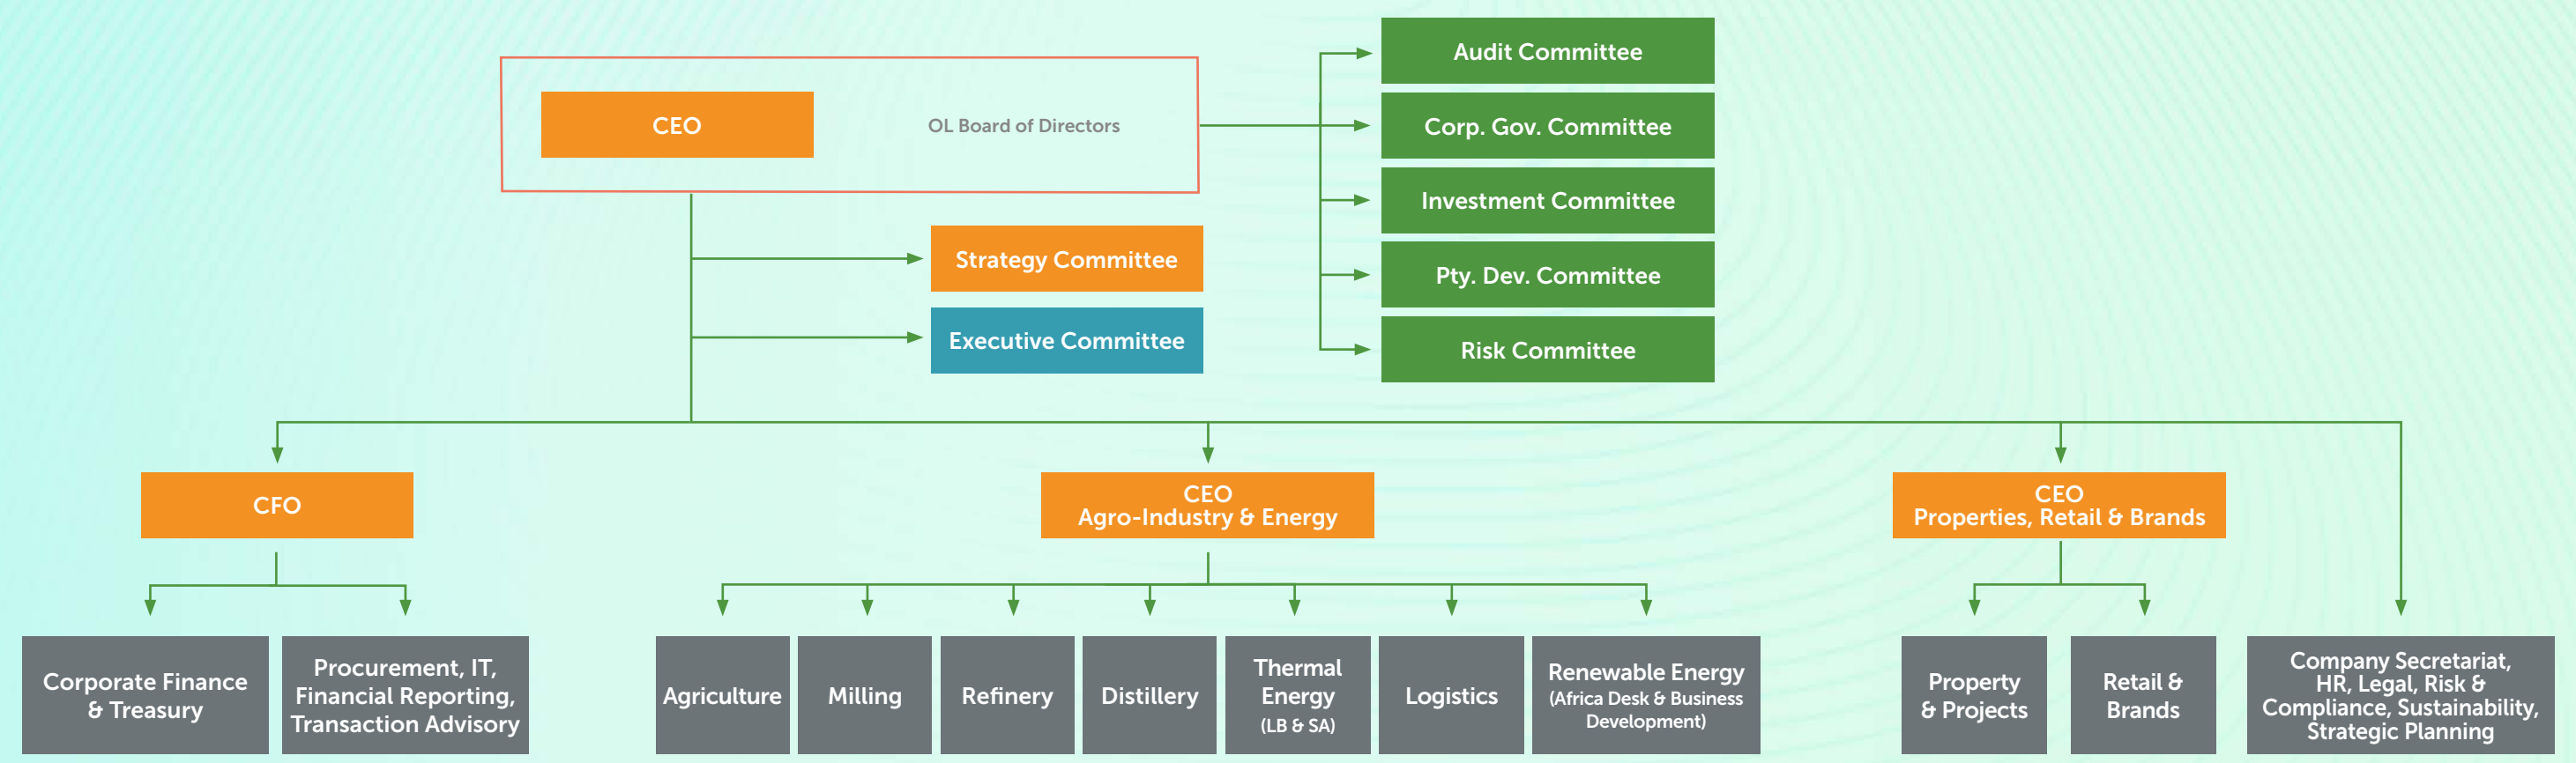 CEO
OL Board of Directors
Audit Committee
Corp. Gov. Committee
Investment Committee
Pty. Dev. Committee
Risk Committee
Strategy Committee
Executive Committee
CFO
CEO
Agro-Industry & Energy
CEO
Properties, Retail & Brands
Corporate Finance
& Treasury
Procurement, IT,
Financial Reporting,
Transaction Advisory
Agriculture
Milling
Refinery
Distillery
Thermal
Energy
(LB & SA)
Logistics
Renewable Energy
(Africa Desk & Business
Development)
Property
& Projects
Retail &
Brands
Company Secretariat,
HR, Legal, Risk &
Compliance, Sustainability,
Strategic Planning